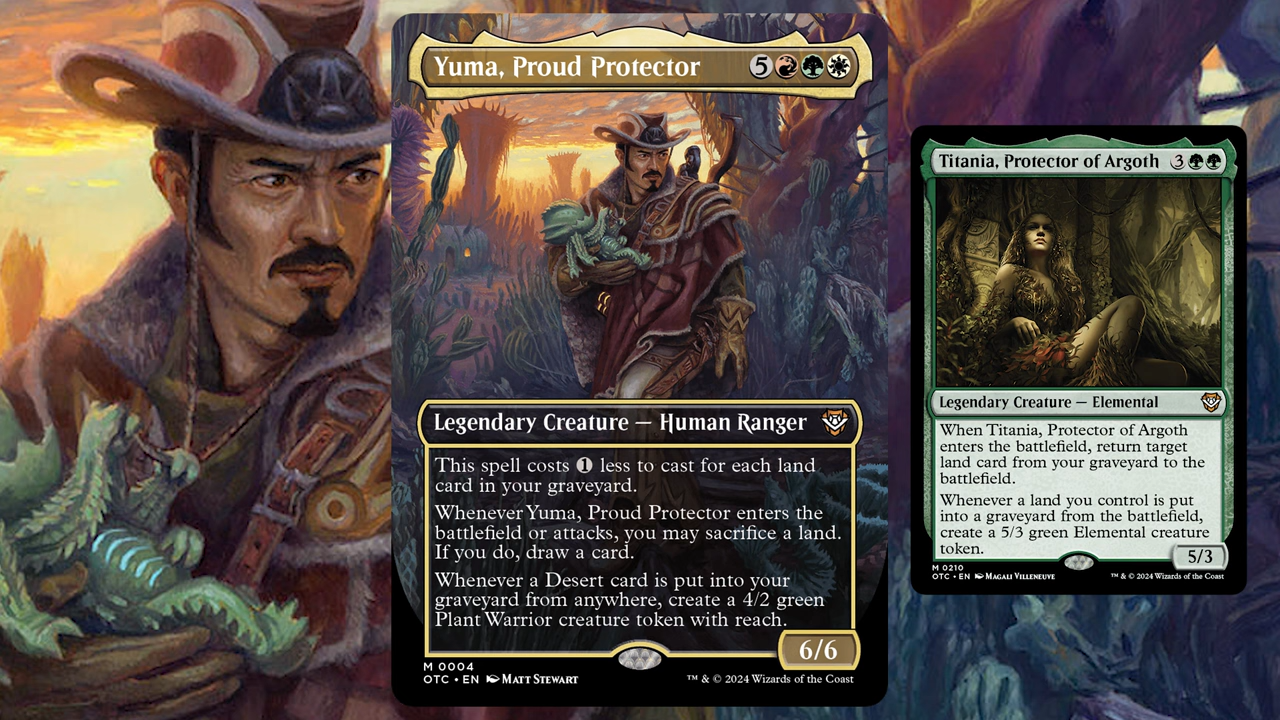 Yuma, Proud Protector 5
Legendary Creature — Human Ranger
This spell costs 1 less to cast for each land
card in your graveyard.
Whenever Yuma, Proud Protector enters the
battlefield or attacks, you may sacrifice a land.
If you do, draw a card.
Whenever a Desert card is put into your
graveyard from anywhere, create a 4/2 green
Plant Warrior creature token with reach.
6/6
M 0004
OTC • EN Matt Stewart
™ & © 2024 Wizards of the Coast
Titania, Protector of Argoth 3
Legendary Creature — Elemental
When Titania, Protector of Argoth
enters the battlefield, return target
land card from your graveyard to the
battlefield.
Whenever a land you control is put
into a graveyard from the battlefield,
create a 5/3 green Elemental creature
token.
5/3
M 0210
OTC • EN Magali Villeneuve
™ & © 2024 Wizards of the Coast